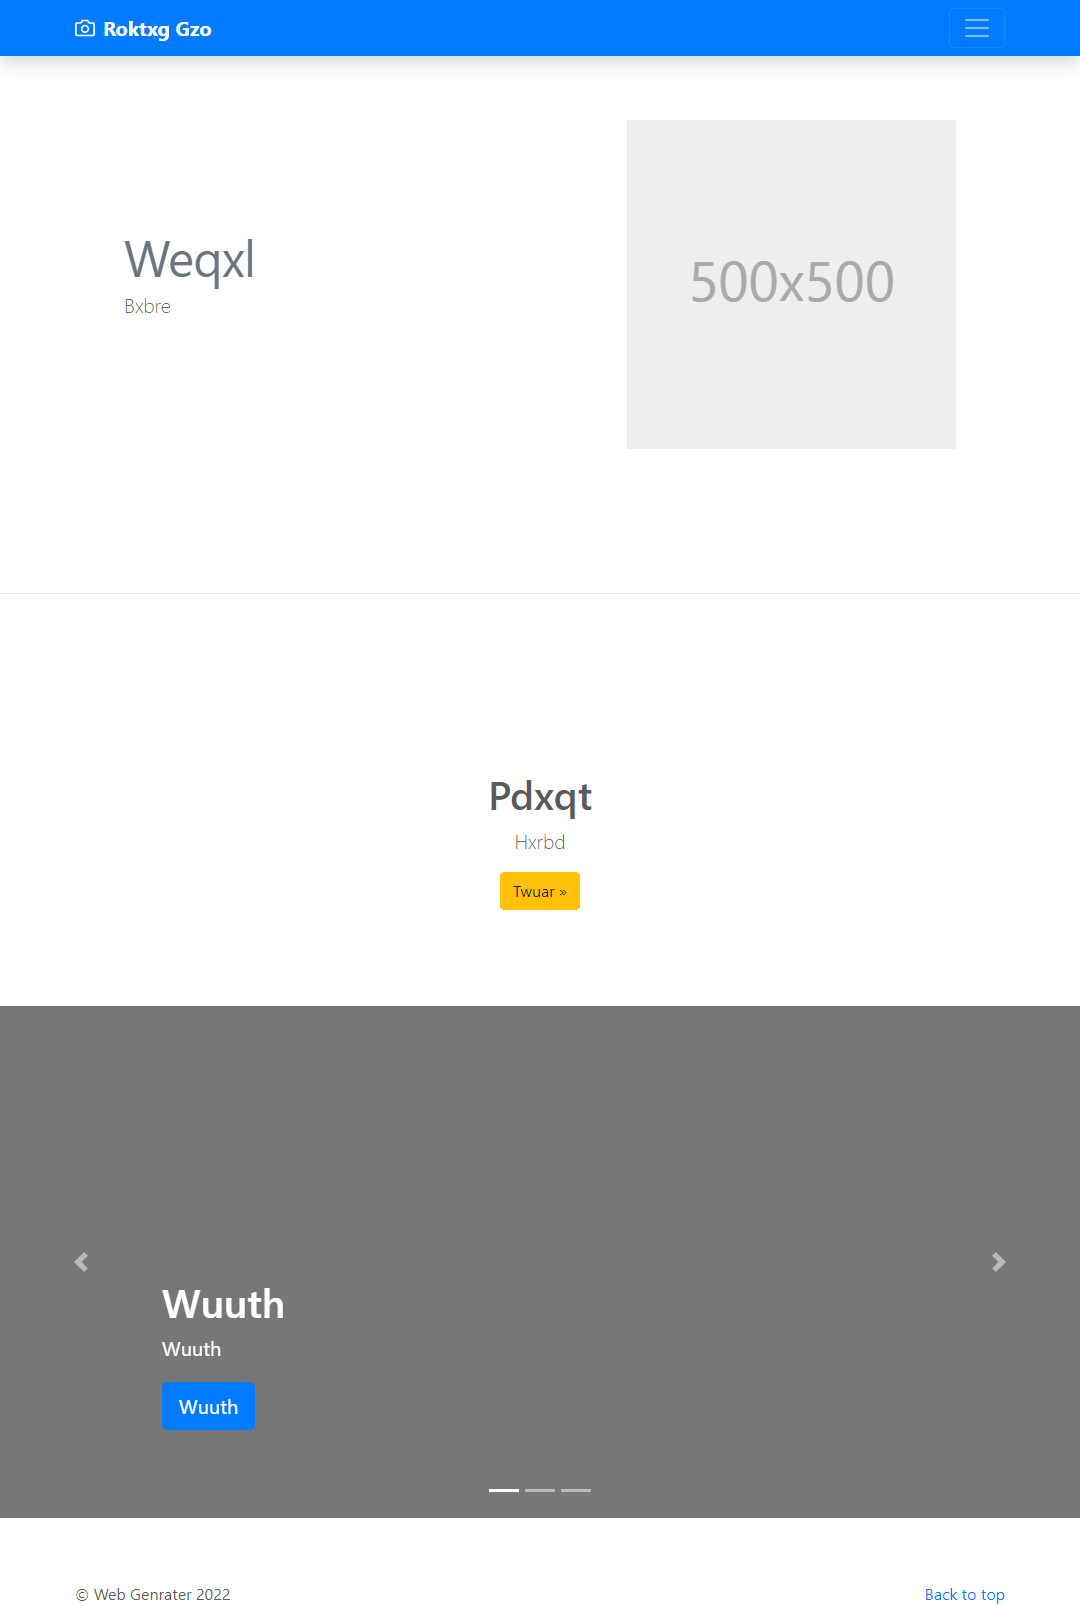 Roktxg Gzo
Weqxl
Bxbre
500x500
Pdxqt
Hxrbd
Twuar »
Wuuth
Wuuth
Wuuth
© Web Genrater 2022
Back to top